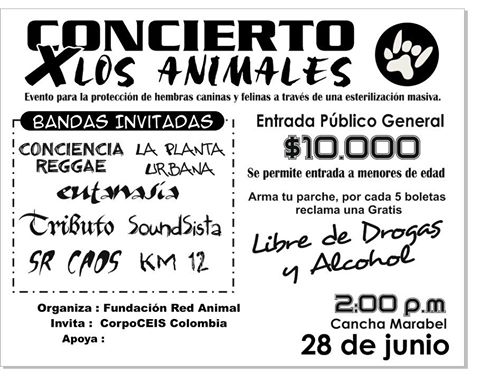 CONCIERTO
X LOS ANIMALES
Evento para la protección de hembras caninas y felinas a través de una esterilización masiva.
BANDAS INVITADAS
CONCIENCIA REGGAE
LA PLANTA URBANA
eutanasia
Tributo
SoundSista
SR CAOS
KM 12
Entrada Público General
$10.000
Se permite entrada a menores de edad
Arma tu parche, por cada 5 boletas
reclama una Gratis
Libre de Drogas
y Alcohol
Organiza : Fundación Red Animal
Invita : CorpoCEIS Colombia
Apoya :
2:00 p.m
Cancha Marabel
28 de junio